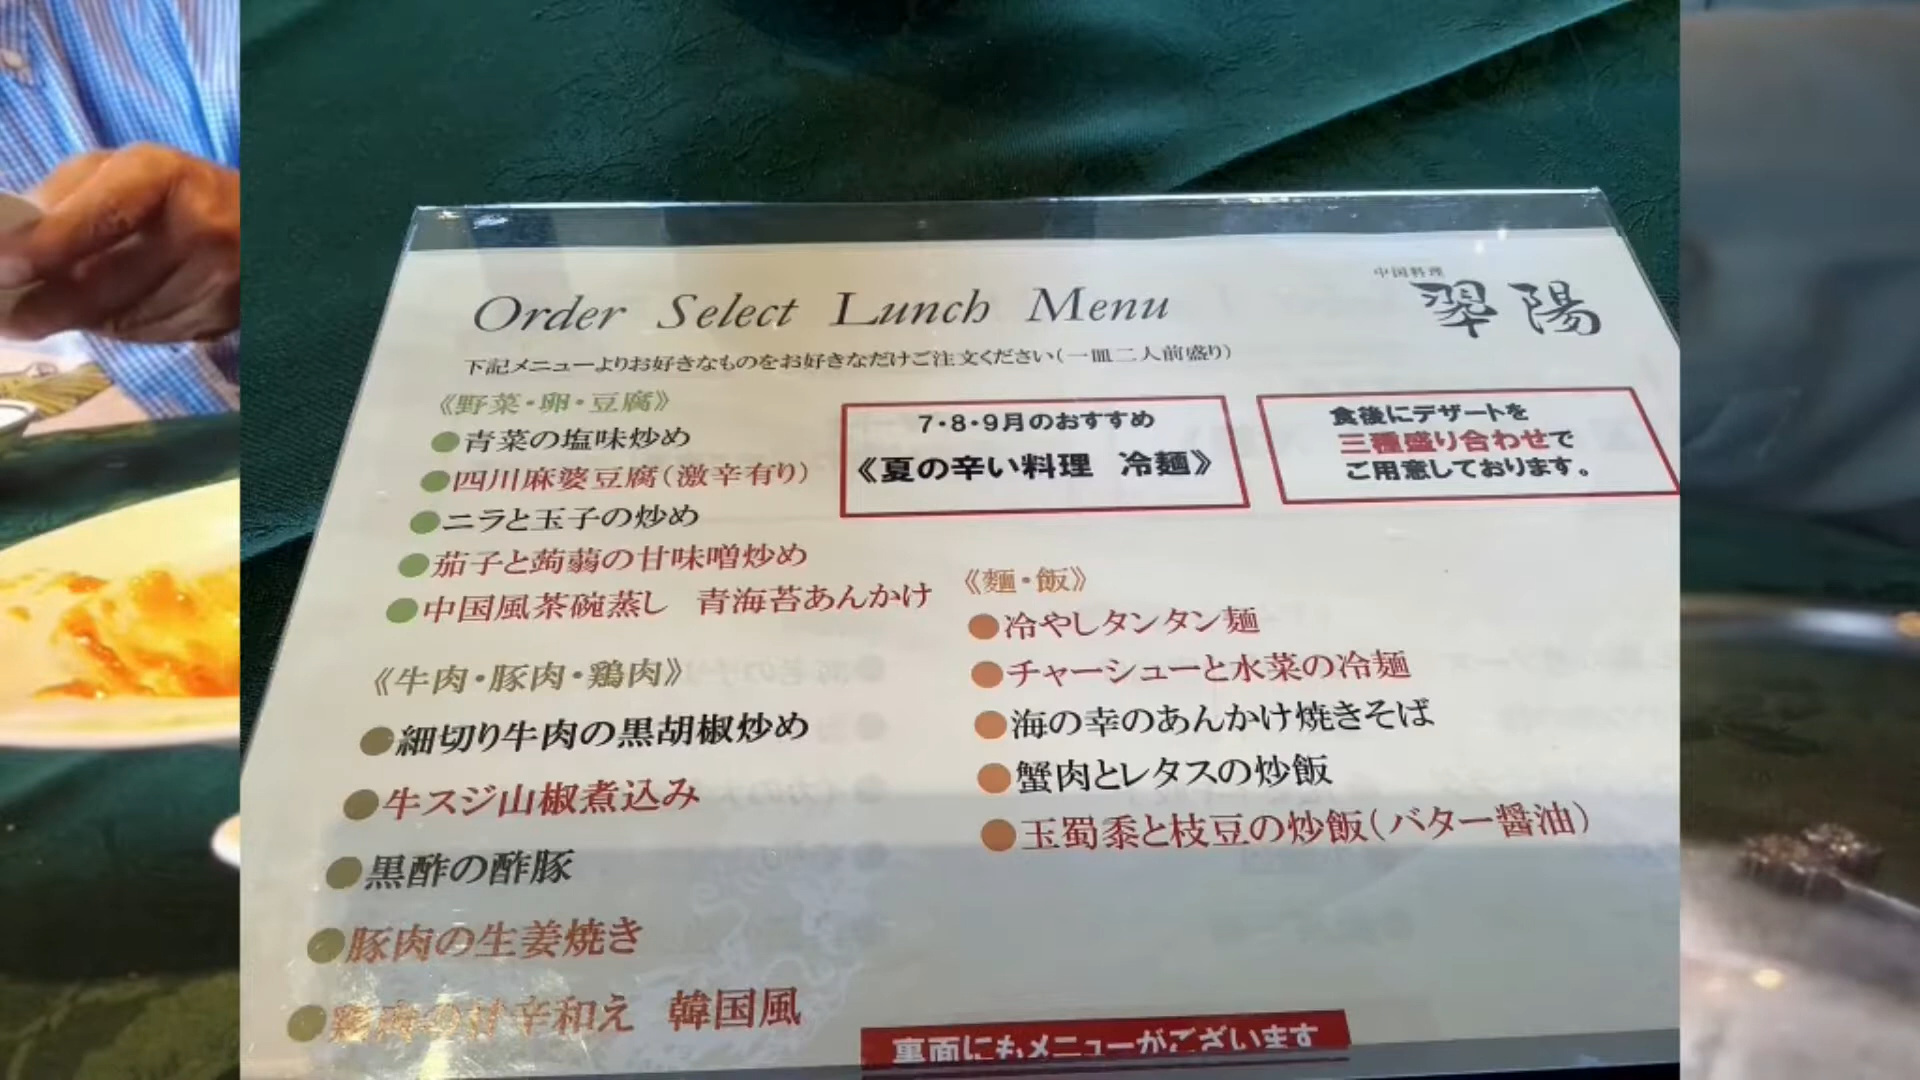 中国料理
翠陽
Order Select Lunch Menu
下記メニューよりお好きなものをお好きなだけご注文ください(一皿二人前盛り)
《野菜・卵・豆腐》
●青菜の塩味炒め
●四川麻婆豆腐(激辛有り)
●ニラと玉子の炒め
●茄子と蒟蒻の甘味噌炒め
●中国風茶碗蒸し 青海苔あんかけ
《牛肉・豚肉・鶏肉》
●細切り牛肉の黒胡椒炒め
●牛スジ山椒煮込み
●黒酢の酢豚
●豚肉の生姜焼き
●鶏肉の甘辛和え 韓国風
7・8・9月のおすすめ
《夏の辛い料理 冷麺》
食後にデザートを
三種盛り合わせで
ご用意しております。
《麺・飯》
●冷やしタンタン麺
●チャーシューと水菜の冷麺
●海の幸のあんかけ焼きそば
●蟹肉とレタスの炒飯
●玉蜀黍と枝豆の炒飯(バター醤油)
裏面にもメニューがございます